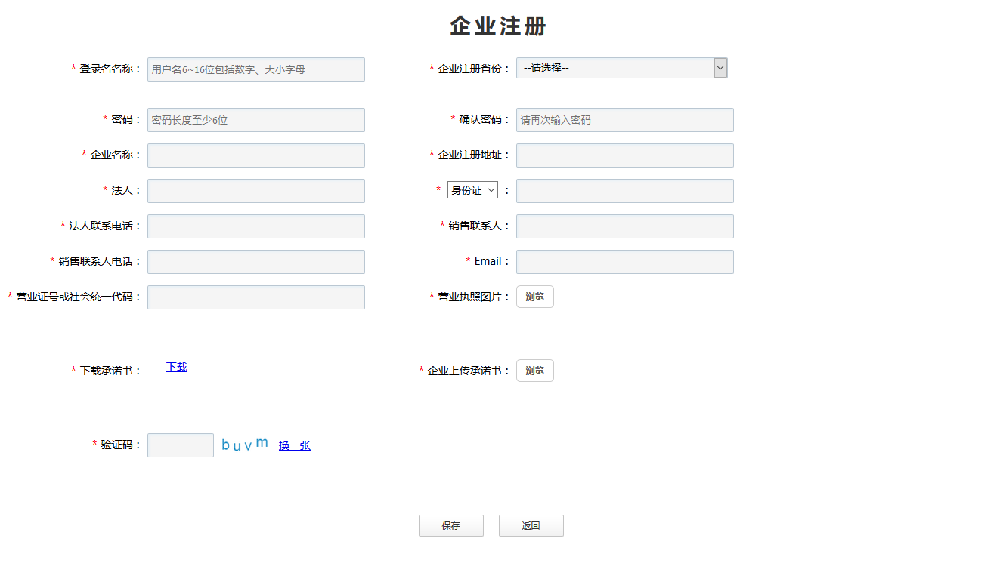 企业注册
* 登录名名称： 用户名6~16位包括数字、大小字母 * 企业注册省份： --请选择--
* 密码： 密码长度至少6位 * 确认密码： 请再次输入密码
* 企业名称： * 企业注册地址：
* 法人： * 身份证 ：
* 法人联系电话： * 销售联系人：
* 销售联系人电话： * Email：
* 营业证号或社会统一代码： * 营业执照图片： 浏览
* 下载承诺书： 下载 * 企业上传承诺书： 浏览
* 验证码： buvm 换一张
保存 返回